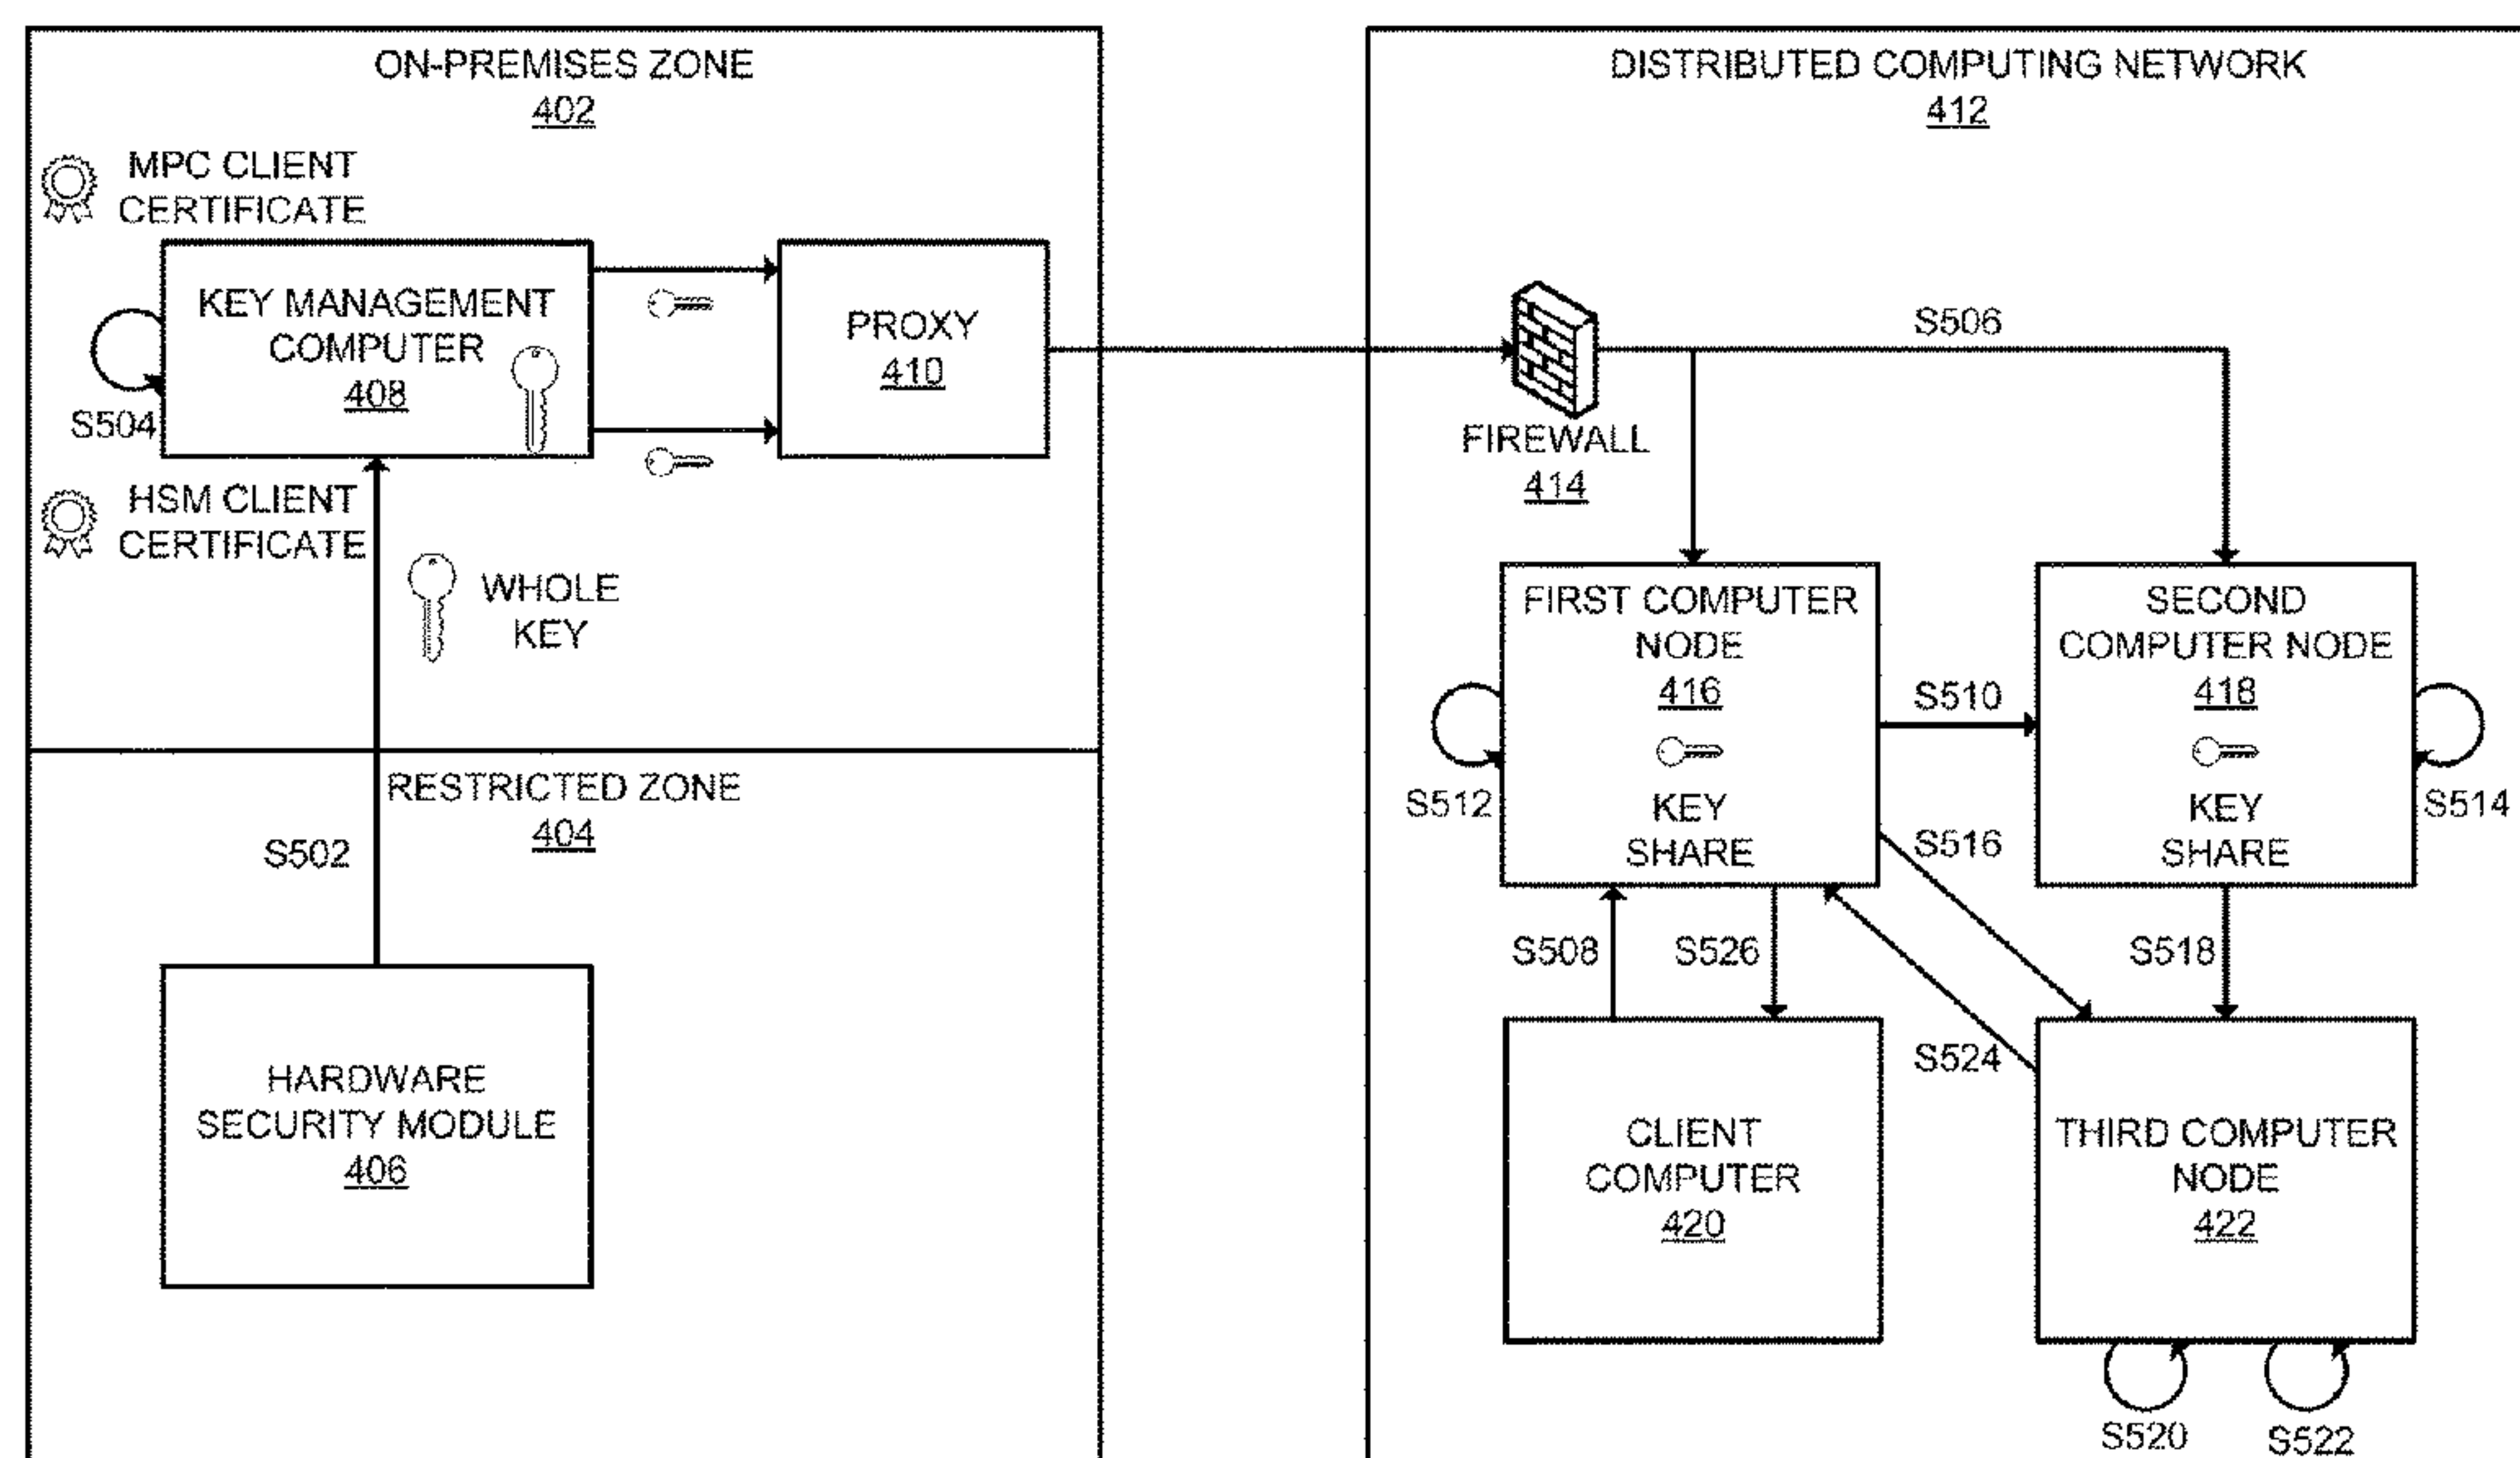 ON-PREMISES ZONE
402
MPC CLIENT
CERTIFICATE
KEY MANAGEMENT
COMPUTER
408
S504
PROXY
410
HSM CLIENT
CERTIFICATE
WHOLE
KEY
RESTRICTED ZONE
404
S502
HARDWARE
SECURITY MODULE
406
DISTRIBUTED COMPUTING NETWORK
412
S506
FIREWALL
414
FIRST COMPUTER
NODE
416
KEY
SHARE
S512
S510
SECOND
COMPUTER NODE
418
KEY
SHARE
S514
S516
S508
S526
S518
S524
CLIENT
COMPUTER
420
THIRD COMPUTER
NODE
422
S520
S522